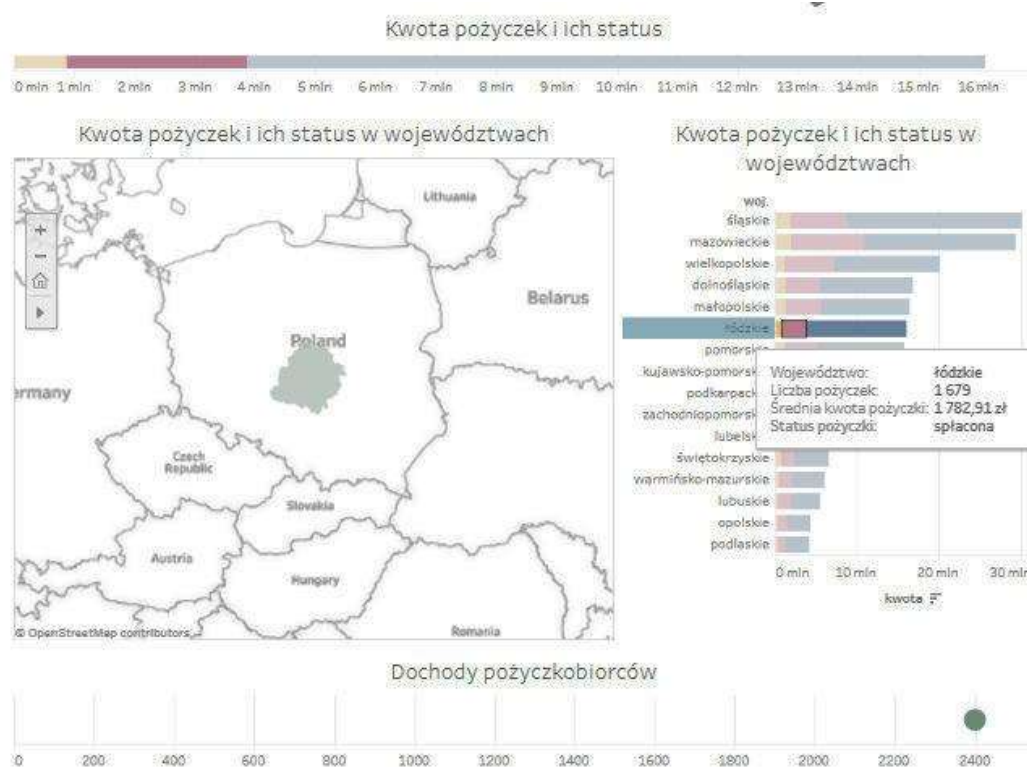 Kwota pożyczek i ich status
0 mln 1 mln 2 mln 3 mln 4 mln 5 mln 6 mln 7 mln 8 mln 9 mln 10 mln 11 mln 12 mln 13 mln 14 mln 15 mln 16 mln
Kwota pożyczek i ich status w województwach
Lithuania
Belarus
Poland
ermany
Czech
Republic
Slovakia
Austria
Hungary
Romania
© OpenStreetMap contributors
Kwota pożyczek i ich status w
województwach
woj.
śląskie
mazowieckie
wielkopolskie
dolnośląskie
małopolskie
łódzkie
pomorskie
kujawsko-pomorsk
podkarpack
zachodniopomorsk
lubelsk
świętokrzyskie
warmińsko-mazurskie
lubuskie
opolskie
podlaskie
Województwo: łódzkie
Liczba pożyczek: 1 679
Średnia kwota pożyczki: 1 782,91 zł
Status pożyczki: spłacona
0 mln 10 mln 20 mln 30 mln
kwota
Dochody pożyczkobiorców
0 200 400 600 800 1000 1200 1400 1600 1800 2000 2200 2400